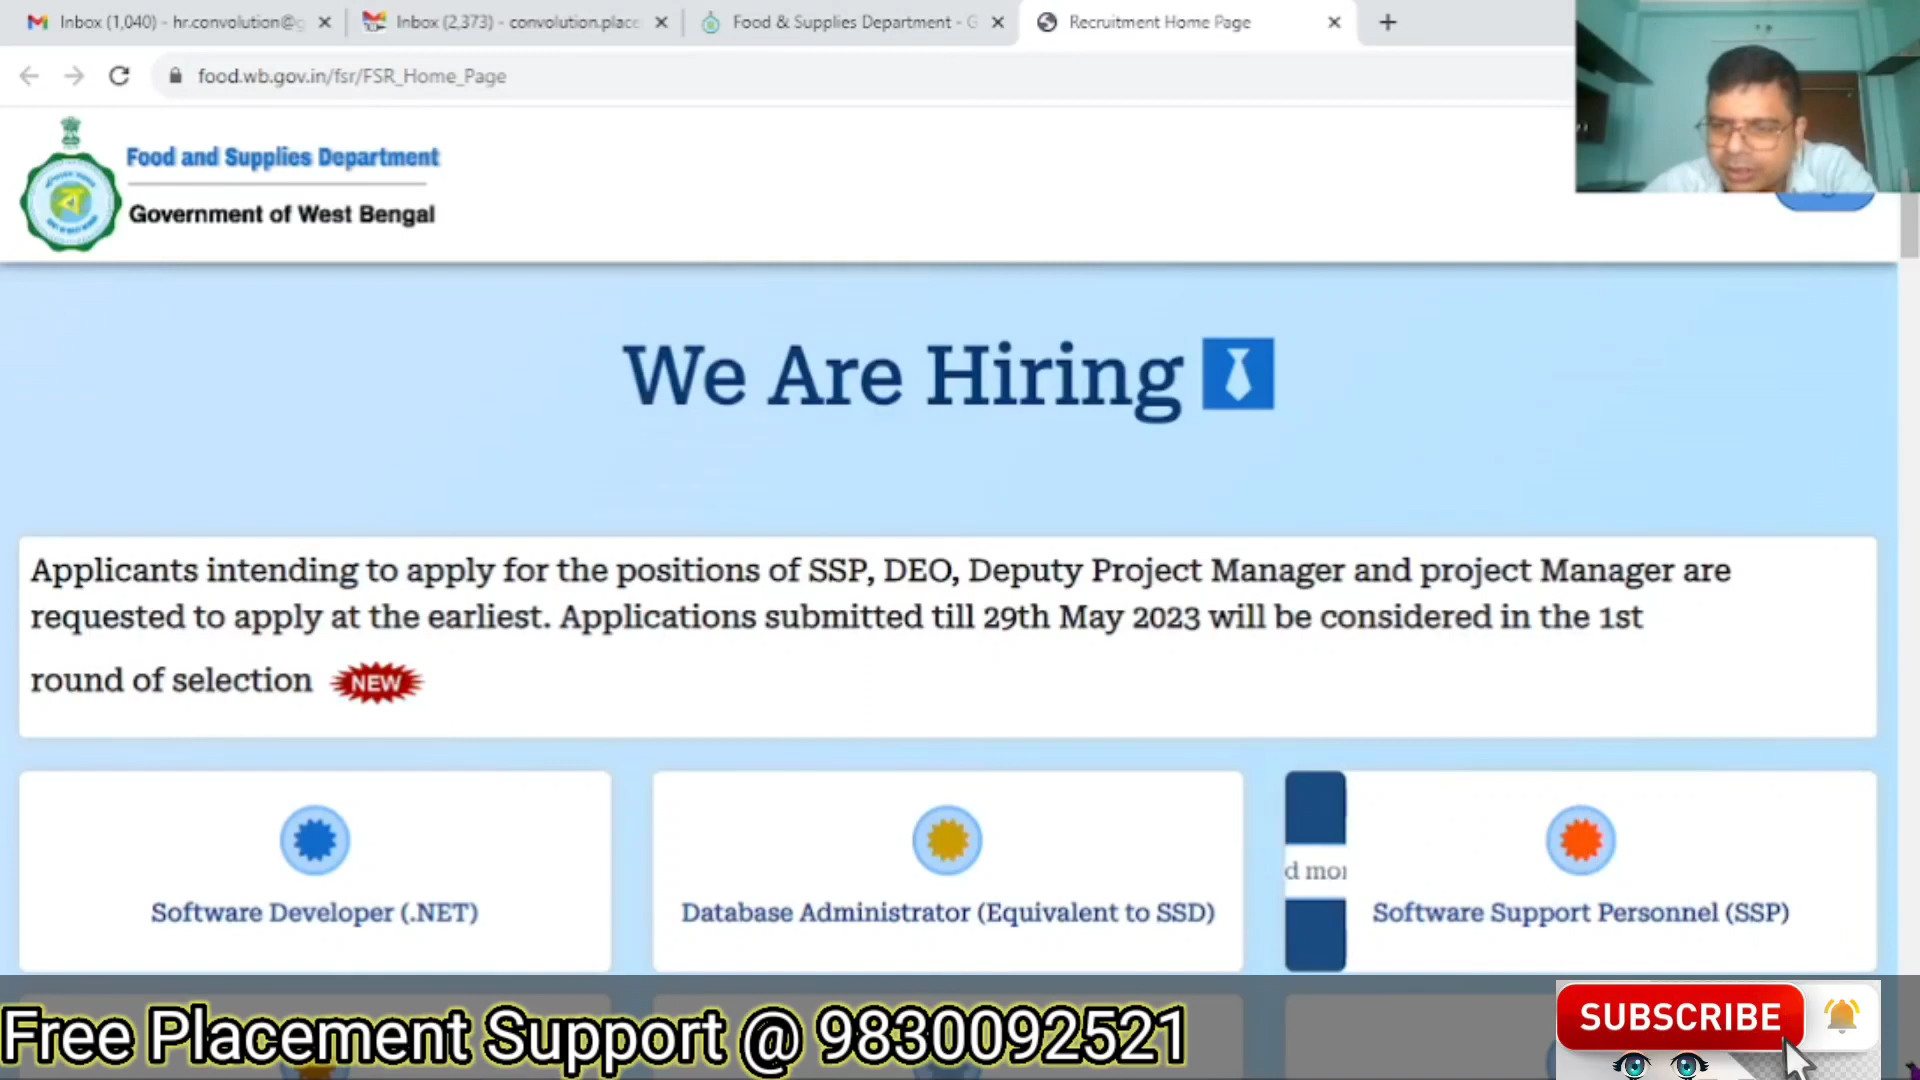 Inbox (1,040) - hr.convolution@g
Inbox (2,373) - convolution.place
Food & Supplies Department - G
Recruitment Home Page
food.wb.gov.in/fsr/FSR_Home_Page
Food and Supplies Department
Government of West Bengal
We Are Hiring
Applicants intending to apply for the positions of SSP, DEO, Deputy Project Manager and project Manager are
requested to apply at the earliest. Applications submitted till 29th May 2023 will be considered in the 1st
round of selection NEW
Software Developer (.NET)
Database Administrator (Equivalent to SSD)
d mor
Software Support Personnel (SSP)
Free Placement Support @ 9830092521
SUBSCRIBE